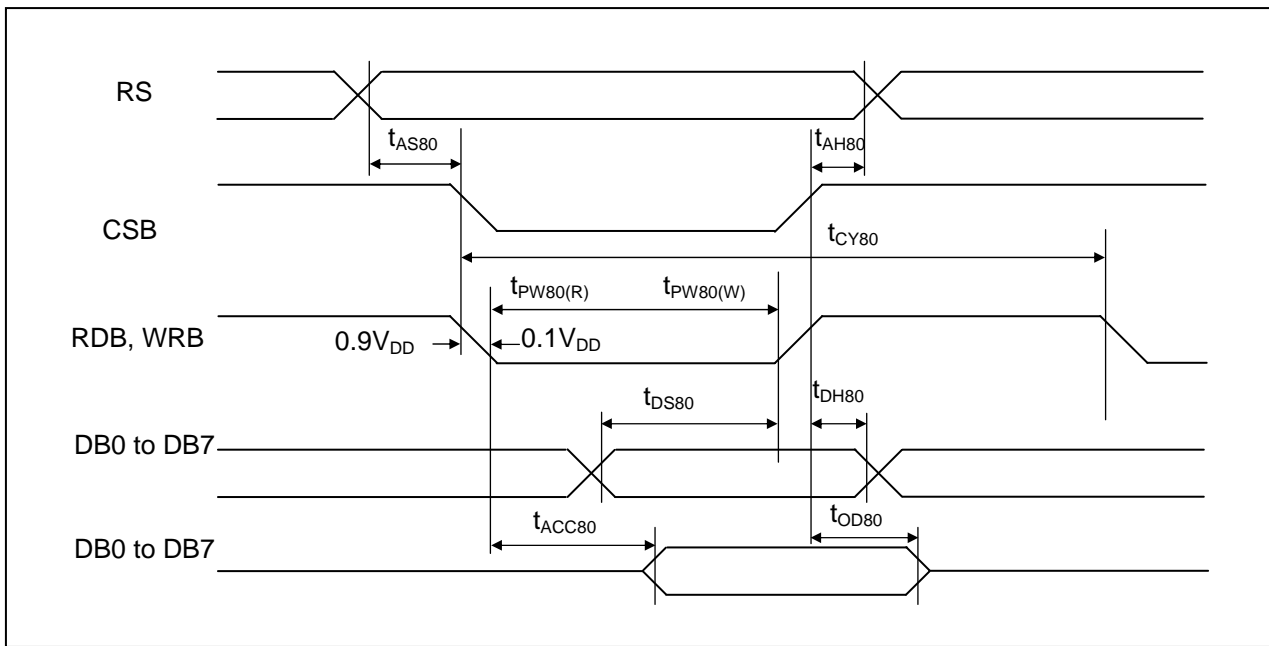 RS
tAS80
tAH80
CSB
tCY80
tPW80(R) tPW80(W)
RDB, WRB
0.9VDD
0.1VDD
tDS80
tDH80
DB0 to DB7
tACC80
tOD80
DB0 to DB7